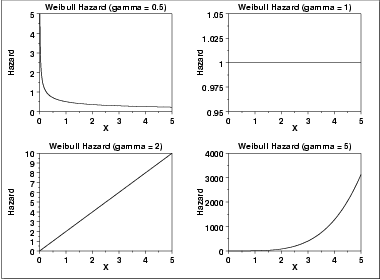 Weibull Hazard (gamma = 0.5)
5
4
3
2
1
0
Hazard
0 1 2 3 4 5
X
Weibull Hazard (gamma = 1)
1.05
1.025
1
0.975
0.95
Hazard
0 1 2 3 4 5
X
Weibull Hazard (gamma = 2)
10
9
8
7
6
5
4
3
2
1
0
Hazard
0 1 2 3 4 5
X
Weibull Hazard (gamma = 5)
4000
3000
2000
1000
0
Hazard
0 1 2 3 4 5
X